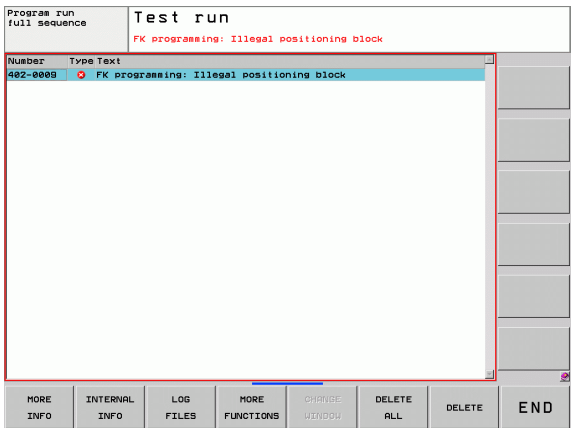 Program run
full sequence
Test run
FK programming: Illegal positioning block
Number Type Text
402-0009 FK programming: Illegal positioning block
MORE INFO
INTERNAL INFO
LOG FILES
MORE FUNCTIONS
CHANGE WINDOW
DELETE ALL
DELETE
END